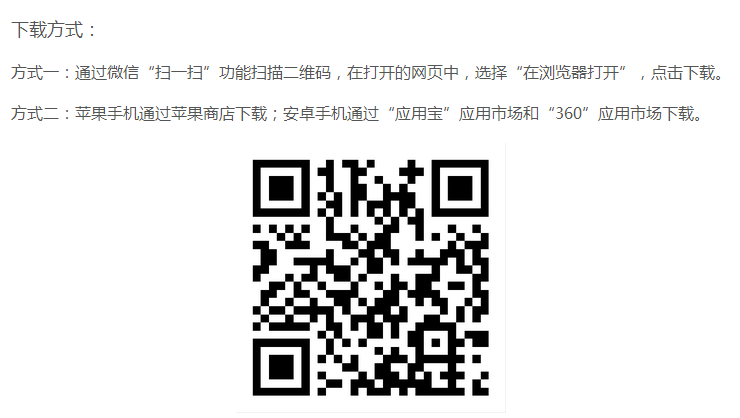 下载方式：
方式一：通过微信“扫一扫”功能扫描二维码，在打开的网页中，选择“在浏览器打开”，点击下载。
方式二：苹果手机通过苹果商店下载；安卓手机通过“应用宝”应用市场和“360”应用市场下载。